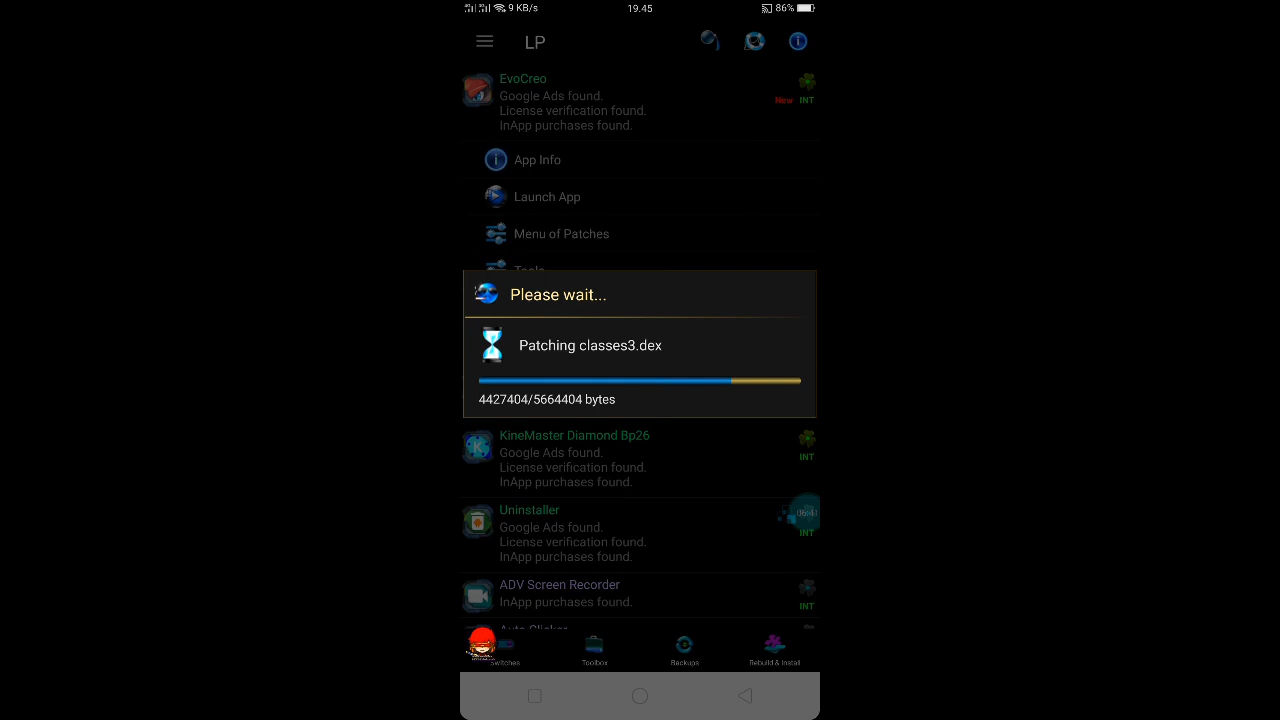 9 KB/s 19.45 86%
LP
EvoCreo
Google Ads found.
License verification found.
InApp purchases found.
New INT
App Info
Launch App
Menu of Patches
Tools
Please wait...
Patching classes3.dex
4427404/5664404 bytes
KineMaster Diamond Bp26
Google Ads found.
License verification found.
InApp purchases found.
INT
Uninstaller
Google Ads found.
License verification found.
InApp purchases found.
06:41
INT
ADV Screen Recorder
InApp purchases found.
INT
Auto Clicker
Switches Toolbox Backups Rebuild & Install